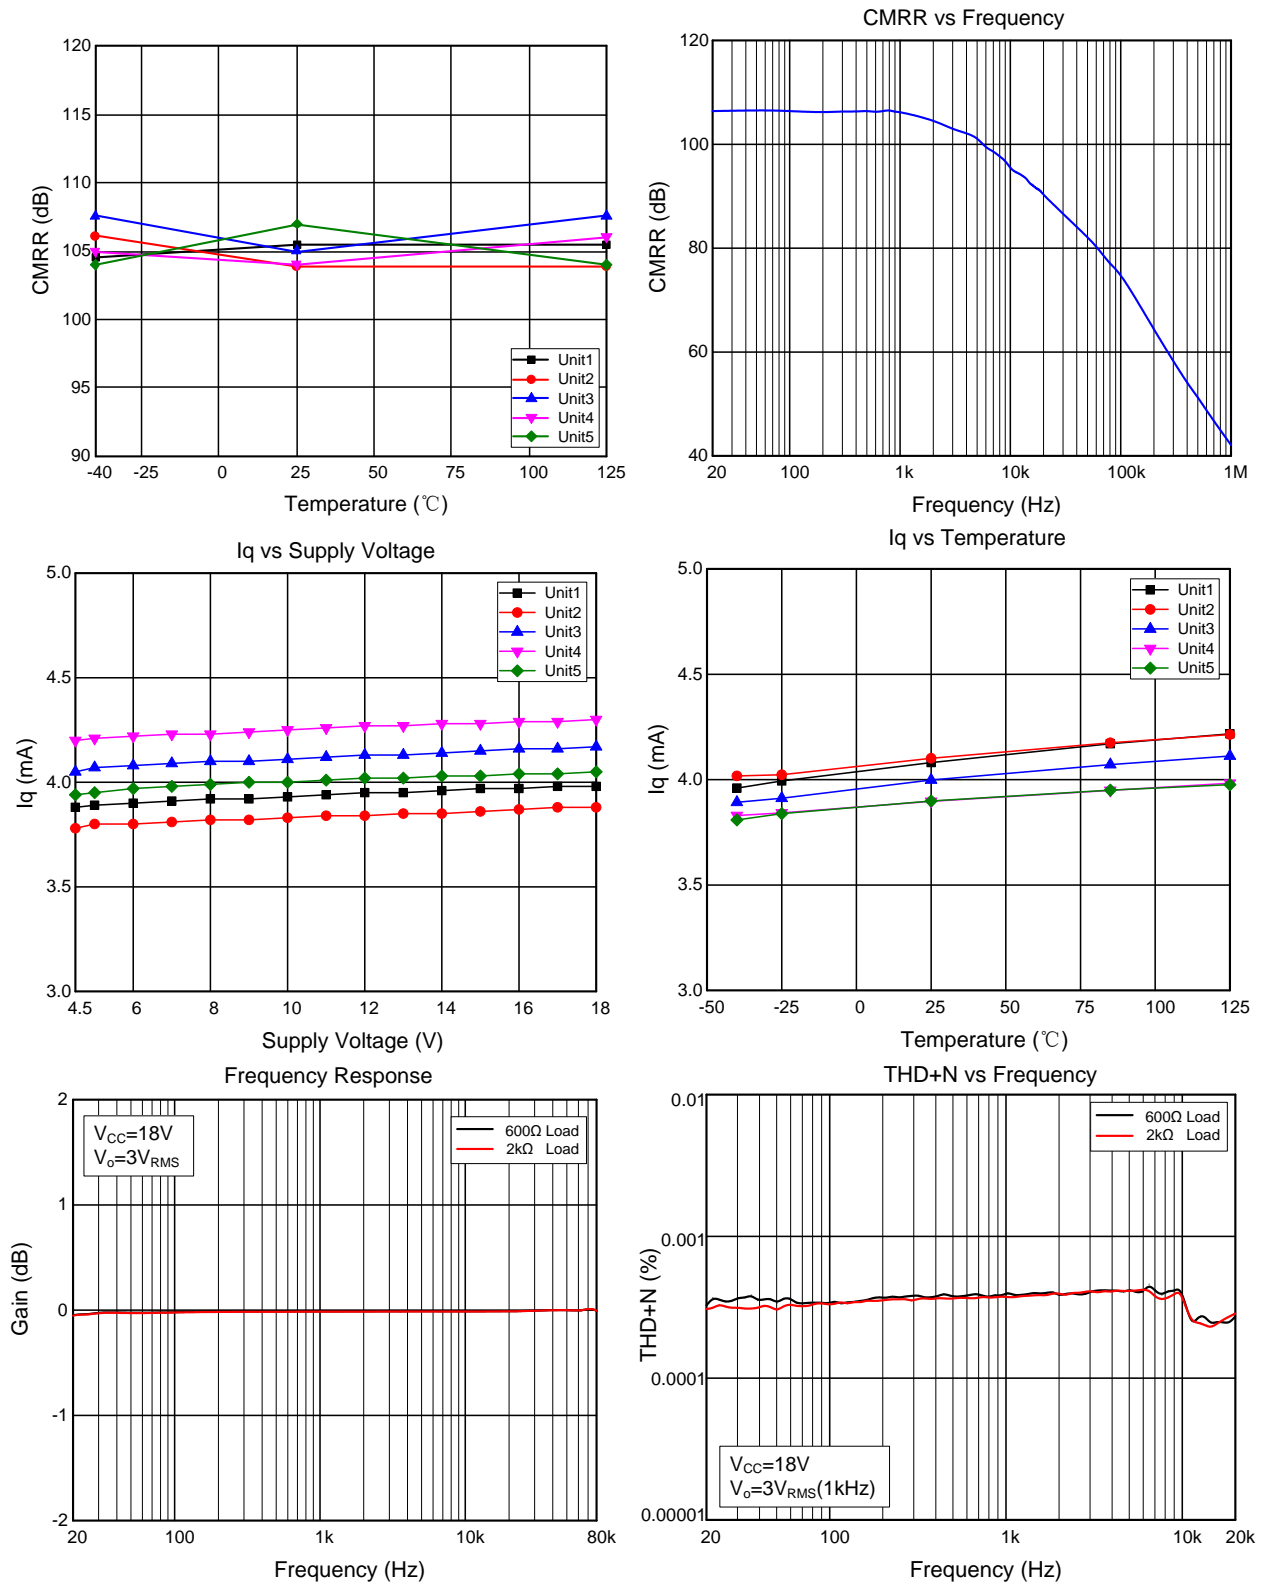 120
115
110
105
100
95
90
CMRR (dB)
Unit1
Unit2
Unit3
Unit4
Unit5
-40 -25 0 25 50 75 100 125
Temperature (℃)
CMRR vs Frequency
120
100
80
60
40
CMRR (dB)
20 100 1k 10k 100k 1M
Frequency (Hz)
Iq vs Supply Voltage
5.0
4.5
4.0
3.5
3.0
Iq (mA)
Unit1
Unit2
Unit3
Unit4
Unit5
4.5 6 8 10 12 14 16 18
Supply Voltage (V)
Iq vs Temperature
5.0
4.5
4.0
3.5
3.0
Iq (mA)
Unit1
Unit2
Unit3
Unit4
Unit5
-50 -25 0 25 50 75 100 125
Temperature (℃)
Frequency Response
2
1
0
-1
-2
Gain (dB)
VCC=18V
Vo=3VRMS
600Ω Load
2kΩ Load
20 100 1k 10k 80k
Frequency (Hz)
THD+N vs Frequency
0.01
0.001
0.0001
0.00001
THD+N (%)
600Ω Load
2kΩ Load
VCC=18V
Vo=3VRMS(1kHz)
20 100 1k 10k 20k
Frequency (Hz)